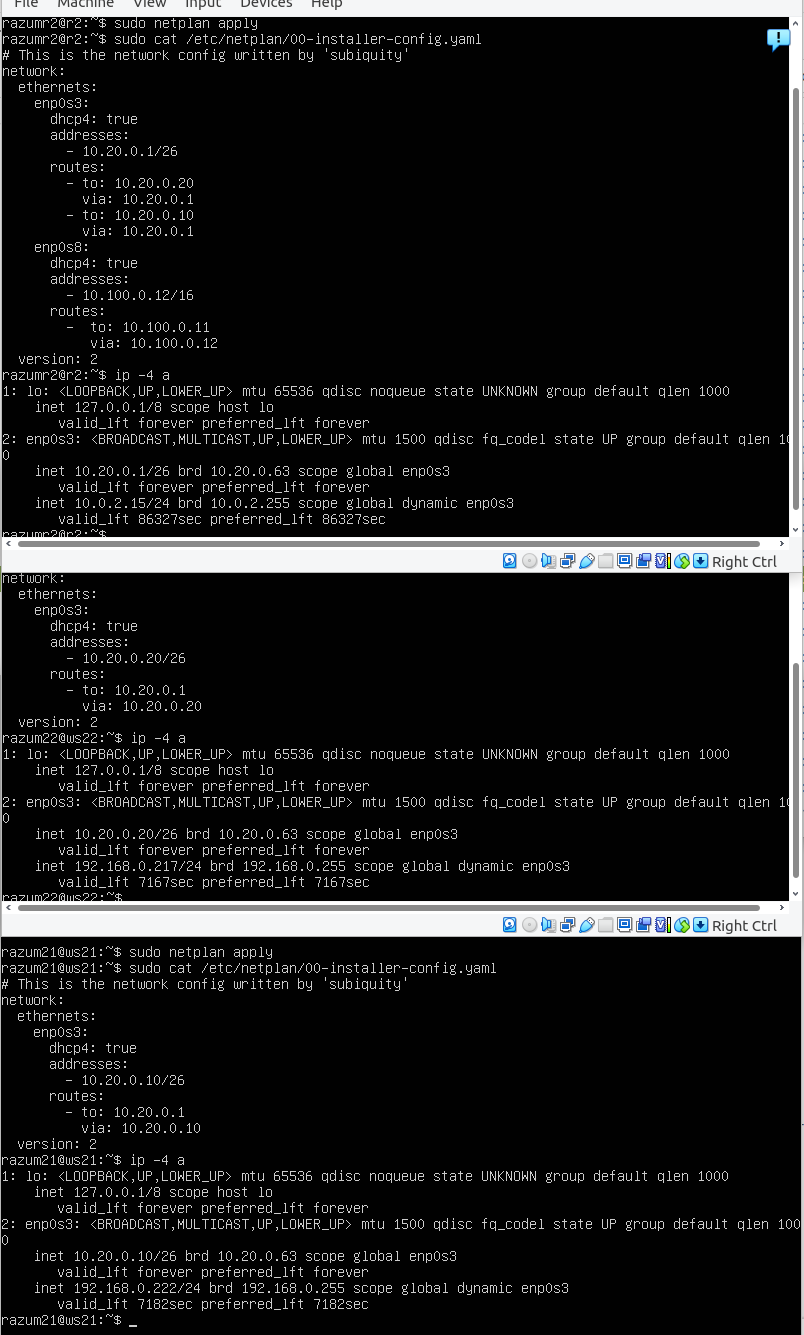 File Machine View Input Devices Help
razumr2@r2:~$ sudo netplan apply
razumr2@r2:~$ sudo cat /etc/netplan/00-installer-config.yaml
# This is the network config written by 'subiquity'
network:
  ethernets:
    enp0s3:
      dhcp4: true
      addresses:
        - 10.20.0.1/26
      routes:
        - to: 10.20.0.20
          via: 10.20.0.1
        - to: 10.20.0.10
          via: 10.20.0.1
    enp0s8:
      dhcp4: true
      addresses:
        - 10.100.0.12/16
      routes:
        -  to: 10.100.0.11
           via: 10.100.0.12
  version: 2
razumr2@r2:~$ ip -4 a
1: lo: <LOOPBACK,UP,LOWER_UP> mtu 65536 qdisc noqueue state UNKNOWN group default qlen 1000
    inet 127.0.0.1/8 scope host lo
       valid_lft forever preferred_lft forever
2: enp0s3: <BROADCAST,MULTICAST,UP,LOWER_UP> mtu 1500 qdisc fq_codel state UP group default qlen 10
0
    inet 10.20.0.1/26 brd 10.20.0.63 scope global enp0s3
       valid_lft forever preferred_lft forever
    inet 10.0.2.15/24 brd 10.0.2.255 scope global dynamic enp0s3
       valid_lft 86327sec preferred_lft 86327sec
razumr2@r2:~$
Right Ctrl
network:
  ethernets:
    enp0s3:
      dhcp4: true
      addresses:
        - 10.20.0.20/26
      routes:
        - to: 10.20.0.1
          via: 10.20.0.20
  version: 2
razum22@ws22:~$ ip -4 a
1: lo: <LOOPBACK,UP,LOWER_UP> mtu 65536 qdisc noqueue state UNKNOWN group default qlen 1000
    inet 127.0.0.1/8 scope host lo
       valid_lft forever preferred_lft forever
2: enp0s3: <BROADCAST,MULTICAST,UP,LOWER_UP> mtu 1500 qdisc fq_codel state UP group default qlen 10
0
    inet 10.20.0.20/26 brd 10.20.0.63 scope global enp0s3
       valid_lft forever preferred_lft forever
    inet 192.168.0.217/24 brd 192.168.0.255 scope global dynamic enp0s3
       valid_lft 7167sec preferred_lft 7167sec
razum22@ws22:~$
Right Ctrl
razum21@ws21:~$ sudo netplan apply
razum21@ws21:~$ sudo cat /etc/netplan/00-installer-config.yaml
# This is the network config written by 'subiquity'
network:
  ethernets:
    enp0s3:
      dhcp4: true
      addresses:
        - 10.20.0.10/26
      routes:
        - to: 10.20.0.1
          via: 10.20.0.10
  version: 2
razum21@ws21:~$ ip -4 a
1: lo: <LOOPBACK,UP,LOWER_UP> mtu 65536 qdisc noqueue state UNKNOWN group default qlen 1000
    inet 127.0.0.1/8 scope host lo
       valid_lft forever preferred_lft forever
2: enp0s3: <BROADCAST,MULTICAST,UP,LOWER_UP> mtu 1500 qdisc fq_codel state UP group default qlen 100
0
    inet 10.20.0.10/26 brd 10.20.0.63 scope global enp0s3
       valid_lft forever preferred_lft forever
    inet 192.168.0.222/24 brd 192.168.0.255 scope global dynamic enp0s3
       valid_lft 7182sec preferred_lft 7182sec
razum21@ws21:~$ _